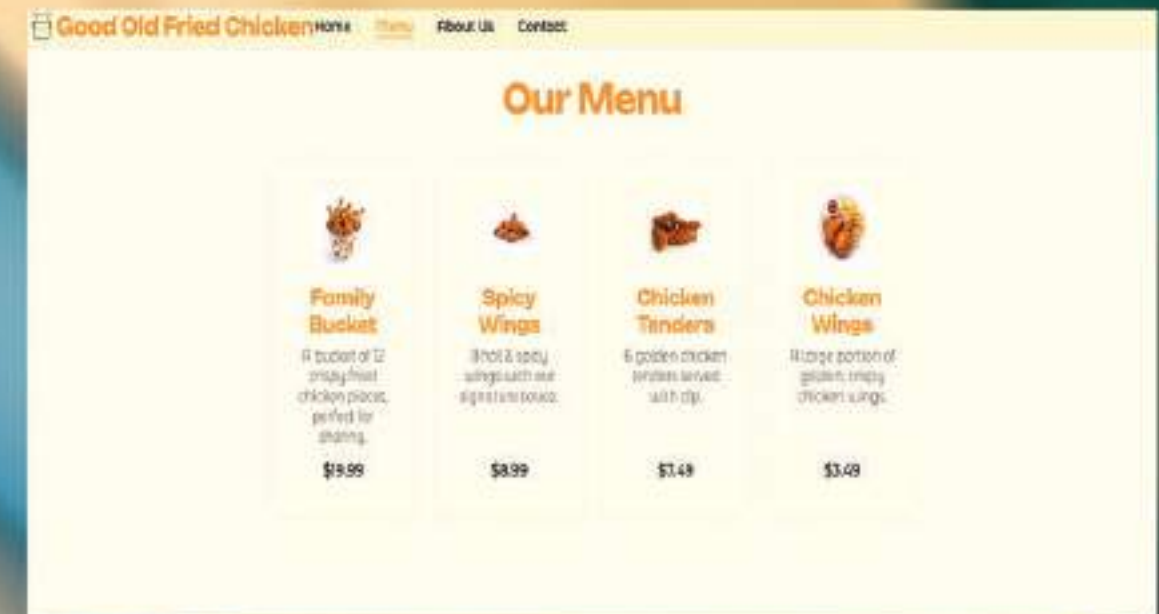 Good Old Fried Chicken Home Menu About Us Contact
Our Menu
Family
Bucket
A bucket of 12
crispy fried
chicken pieces,
perfect for
sharing.
$19.99
Spicy
Wings
8 hot & spicy
wings with our
signature sauce.
$8.99
Chicken
Tenders
6 golden chicken
tenders served
with dip.
$7.49
Chicken
Wings
A large portion of
golden, crispy
chicken wings.
$3.49